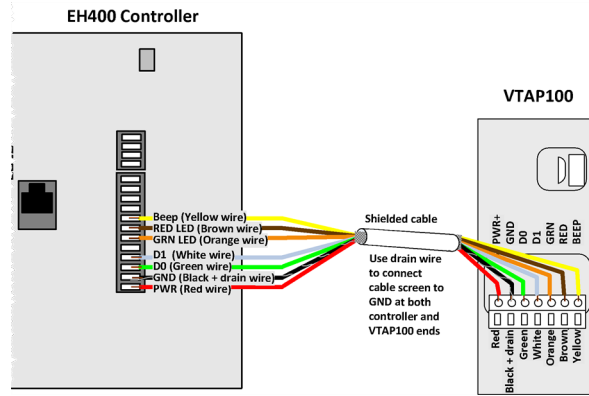 EH400 Controller
VTAP100
Beep (Yellow wire)
RED LED (Brown wire)
GRN LED (Orange wire)
D1 (White wire)
D0 (Green wire)
GND (Black + drain wire)
PWR (Red wire)
Shielded cable
Use drain wire
to connect
cable screen to
GND at both
controller and
VTAP100 ends
PWR+
GND
D0
D1
GRN
RED
BEEP
Red
Black + drain
Green
White
Orange
Brown
Yellow